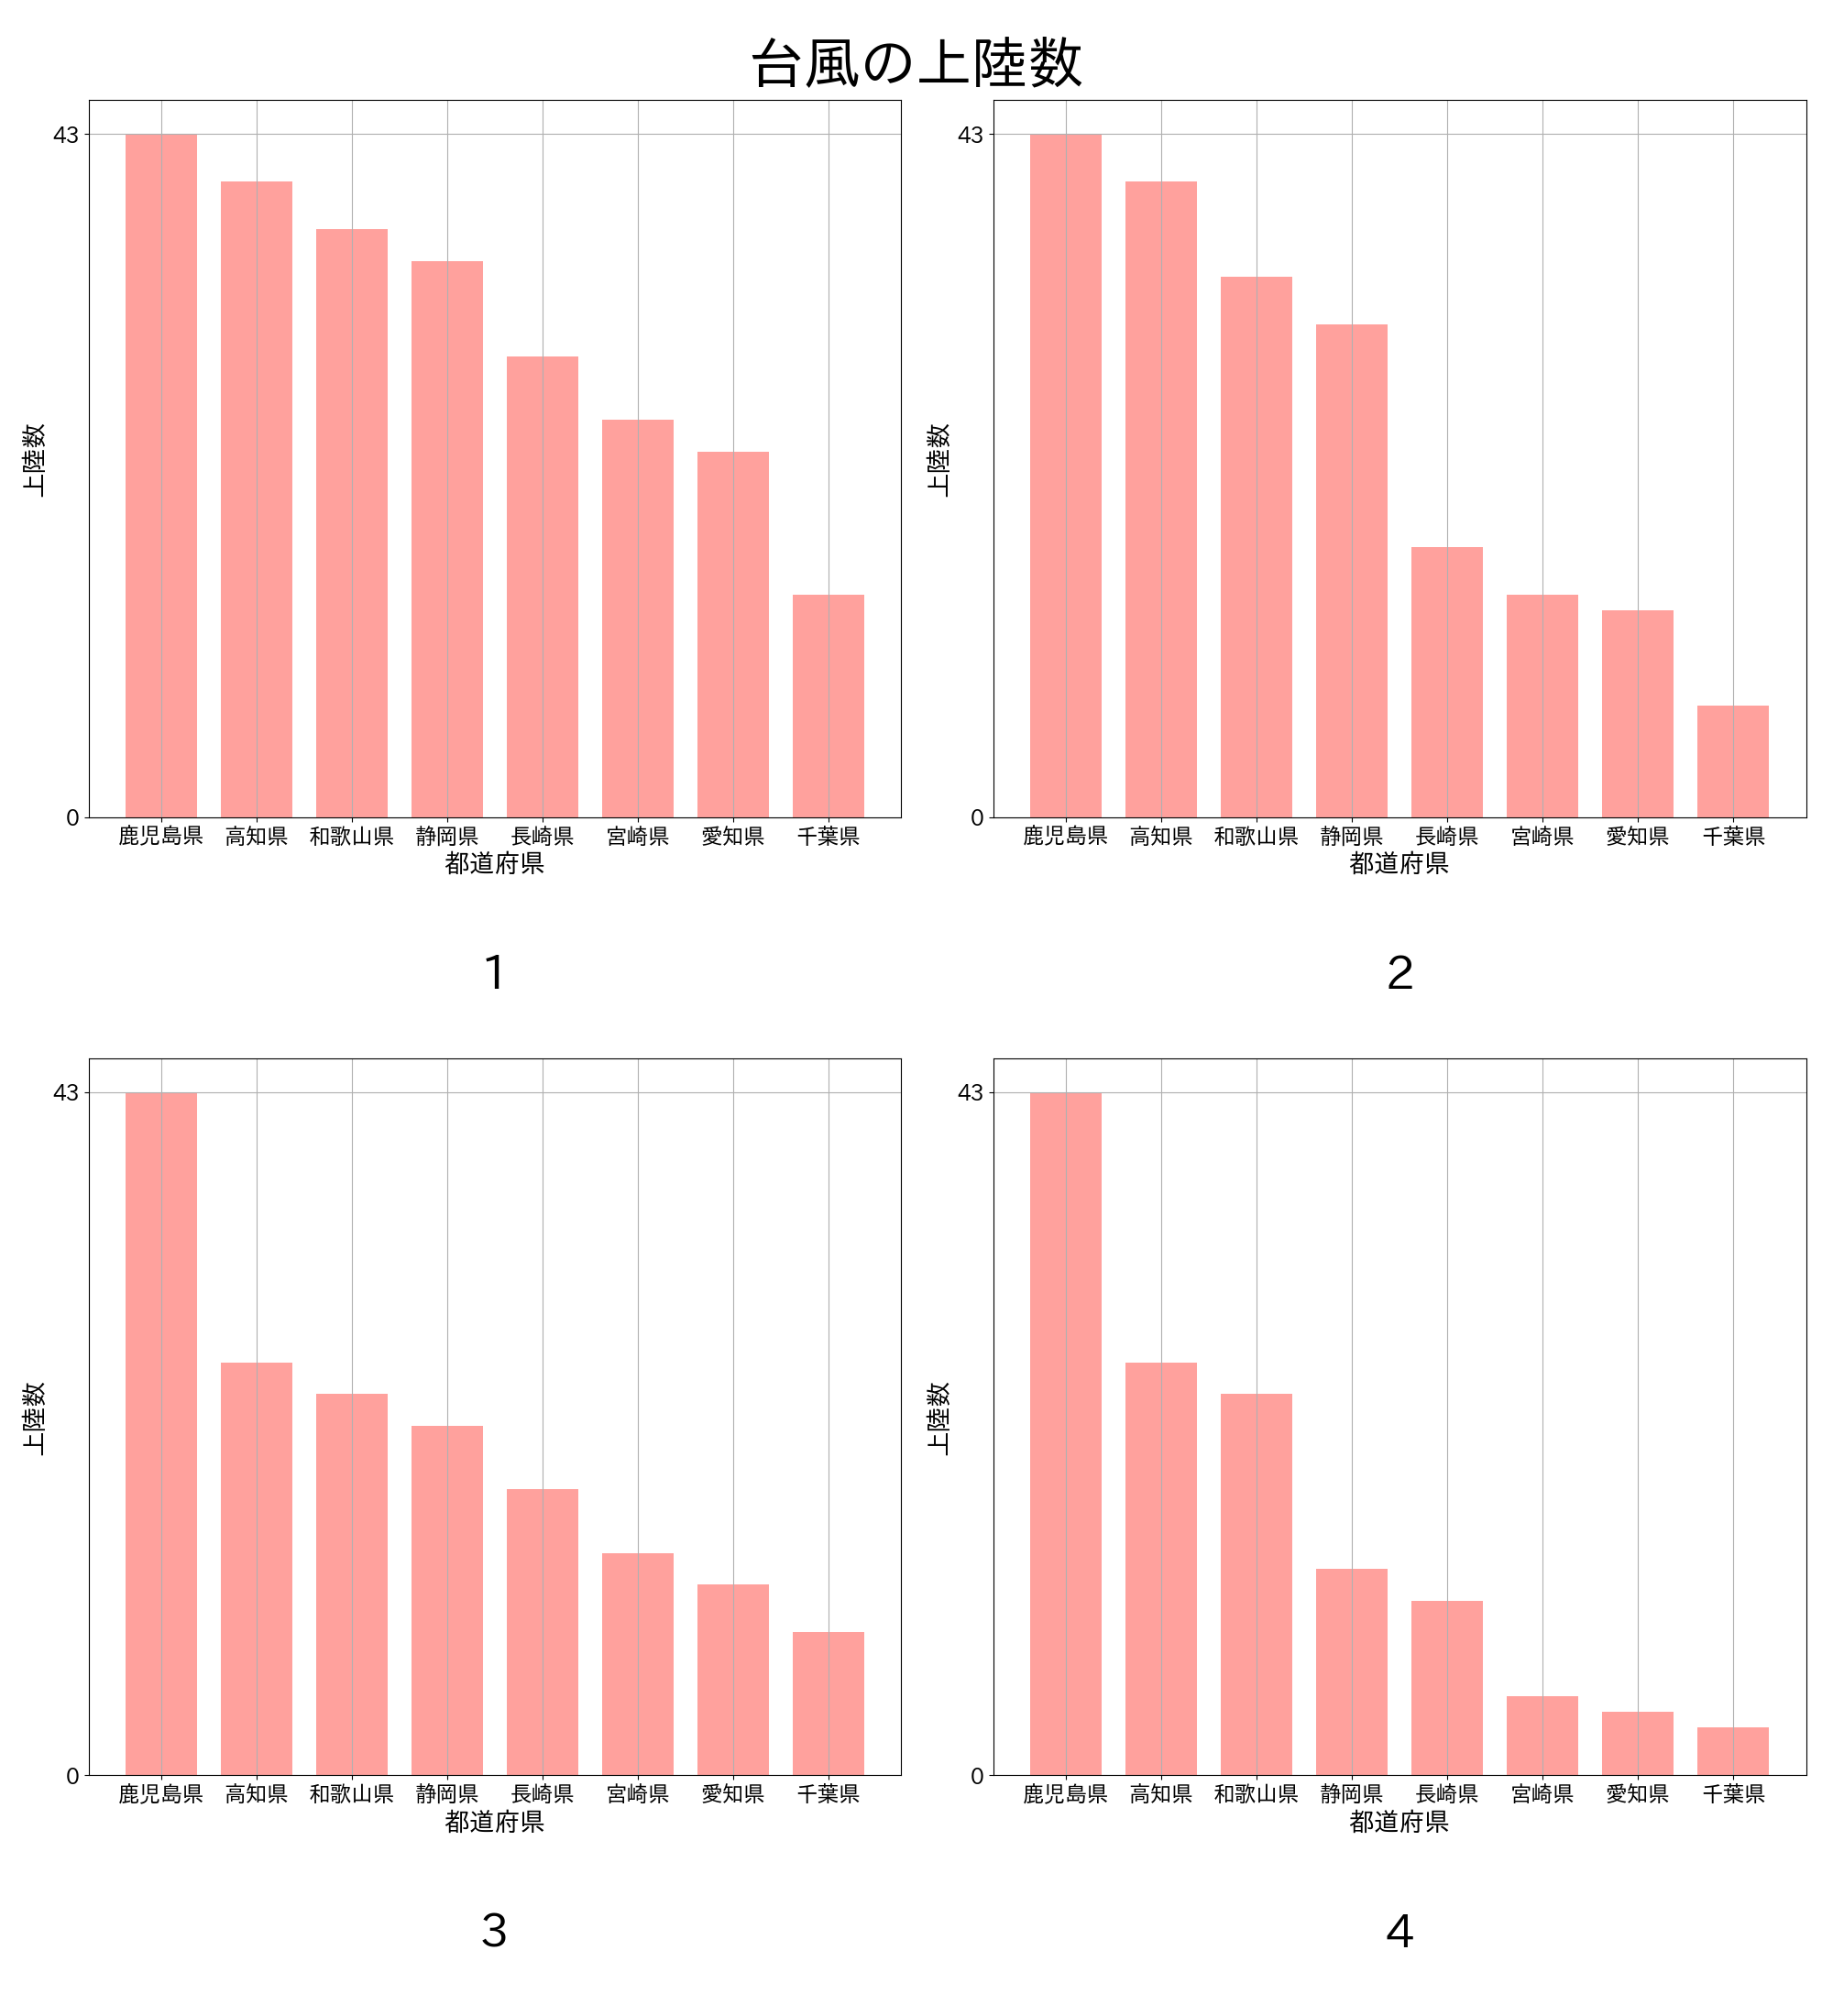 台風の上陸数
43
上陸数
0
鹿児島県 高知県 和歌山県 静岡県 長崎県 宮崎県 愛知県 千葉県
都道府県
1
43
上陸数
0
鹿児島県 高知県 和歌山県 静岡県 長崎県 宮崎県 愛知県 千葉県
都道府県
2
43
上陸数
0
鹿児島県 高知県 和歌山県 静岡県 長崎県 宮崎県 愛知県 千葉県
都道府県
3
43
上陸数
0
鹿児島県 高知県 和歌山県 静岡県 長崎県 宮崎県 愛知県 千葉県
都道府県
4